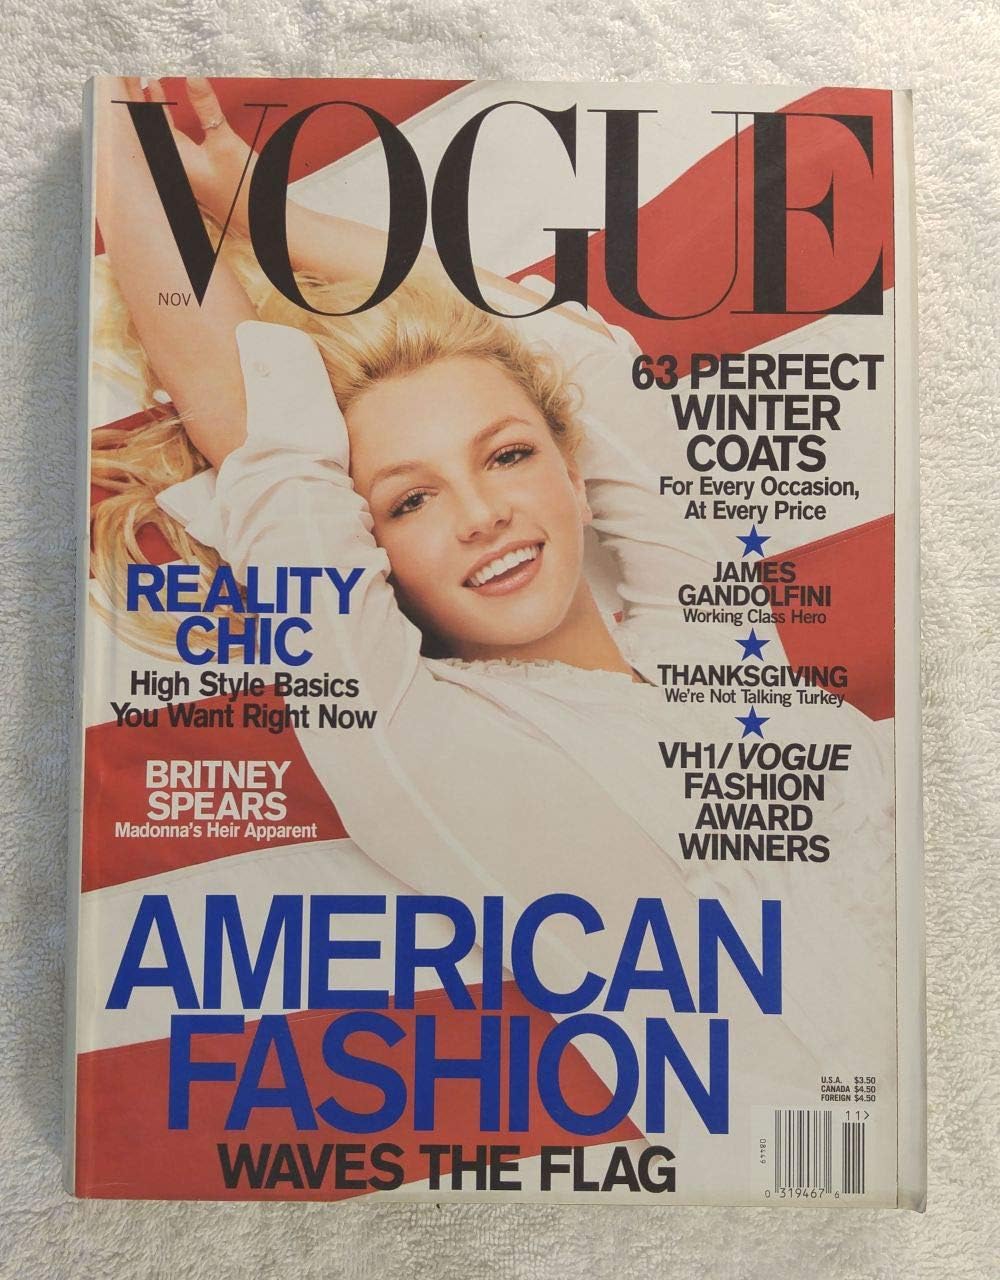 VOGUE
NOV
63 PERFECT
WINTER
COATS
For Every Occasion,
At Every Price
JAMES
GANDOLFINI
Working Class Hero
THANKSGIVING
We're Not Talking Turkey
VH1/VOGUE
FASHION
AWARD
WINNERS
REALITY
CHIC
High Style Basics
You Want Right Now
BRITNEY
SPEARS
Madonna's Heir Apparent
AMERICAN
FASHION
WAVES THE FLAG
U.S.A. $3.50
CANADA $4.50
FOREIGN $4.50
11>
08449
0 319467 6